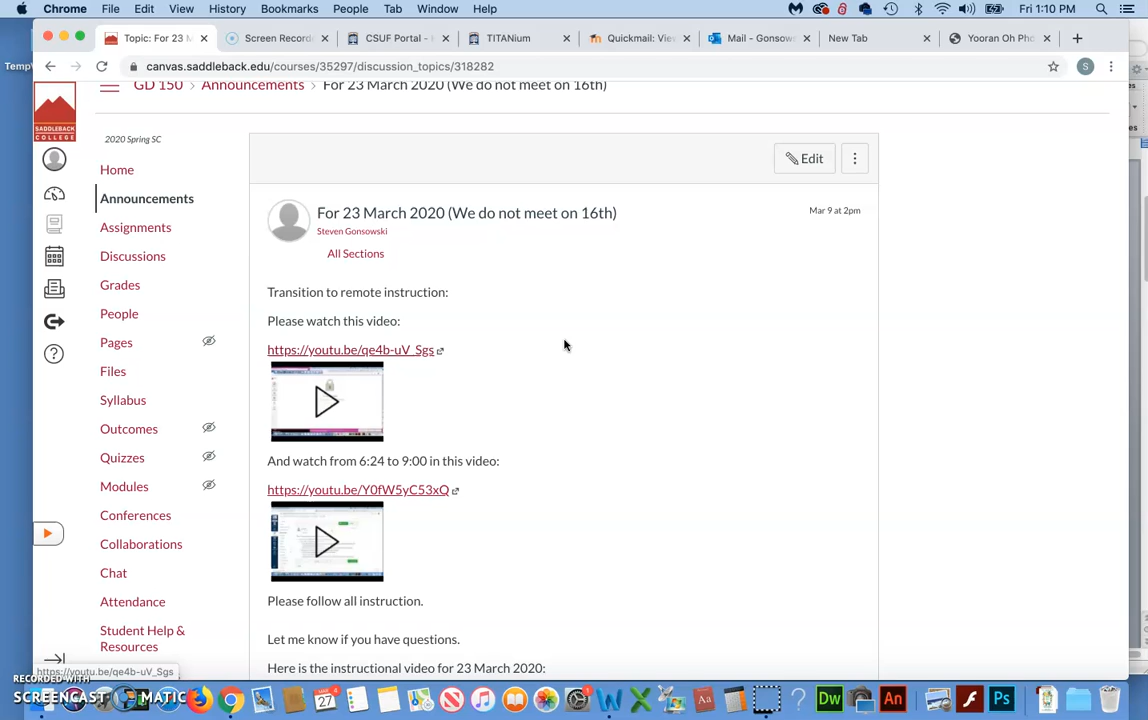 Chrome File Edit View History Bookmarks People Tab Window Help Fri 1:10 PM
Topic: For 23 M Screen Record CSUF Portal - TITANium Quickmail: Vie Mail - Gonsow New Tab Yooran Oh Pho
canvas.saddleback.edu/courses/35297/discussion_topics/318282
SADDLEBACK
COLLEGE
GD 150 › Announcements › For 23 March 2020 (We do not meet on 16th)
2020 Spring SC
Home
Announcements
Assignments
Discussions
Grades
People
Pages
Files
Syllabus
Outcomes
Quizzes
Modules
Conferences
Collaborations
Chat
Attendance
Student Help &
Resources
Edit
For 23 March 2020 (We do not meet on 16th)
Mar 9 at 2pm
Steven Gonsowski
All Sections
Transition to remote instruction:
Please watch this video:
https://youtu.be/qe4b-uV_Sgs
And watch from 6:24 to 9:00 in this video:
https://youtu.be/Y0fW5yC53xQ
Please follow all instruction.
Let me know if you have questions.
Here is the instructional video for 23 March 2020:
https://youtu.be/qe4b-uV_Sgs
RECORDED WITH
SCREENCAST MATIC
27
Aa
Dw
An
Ps